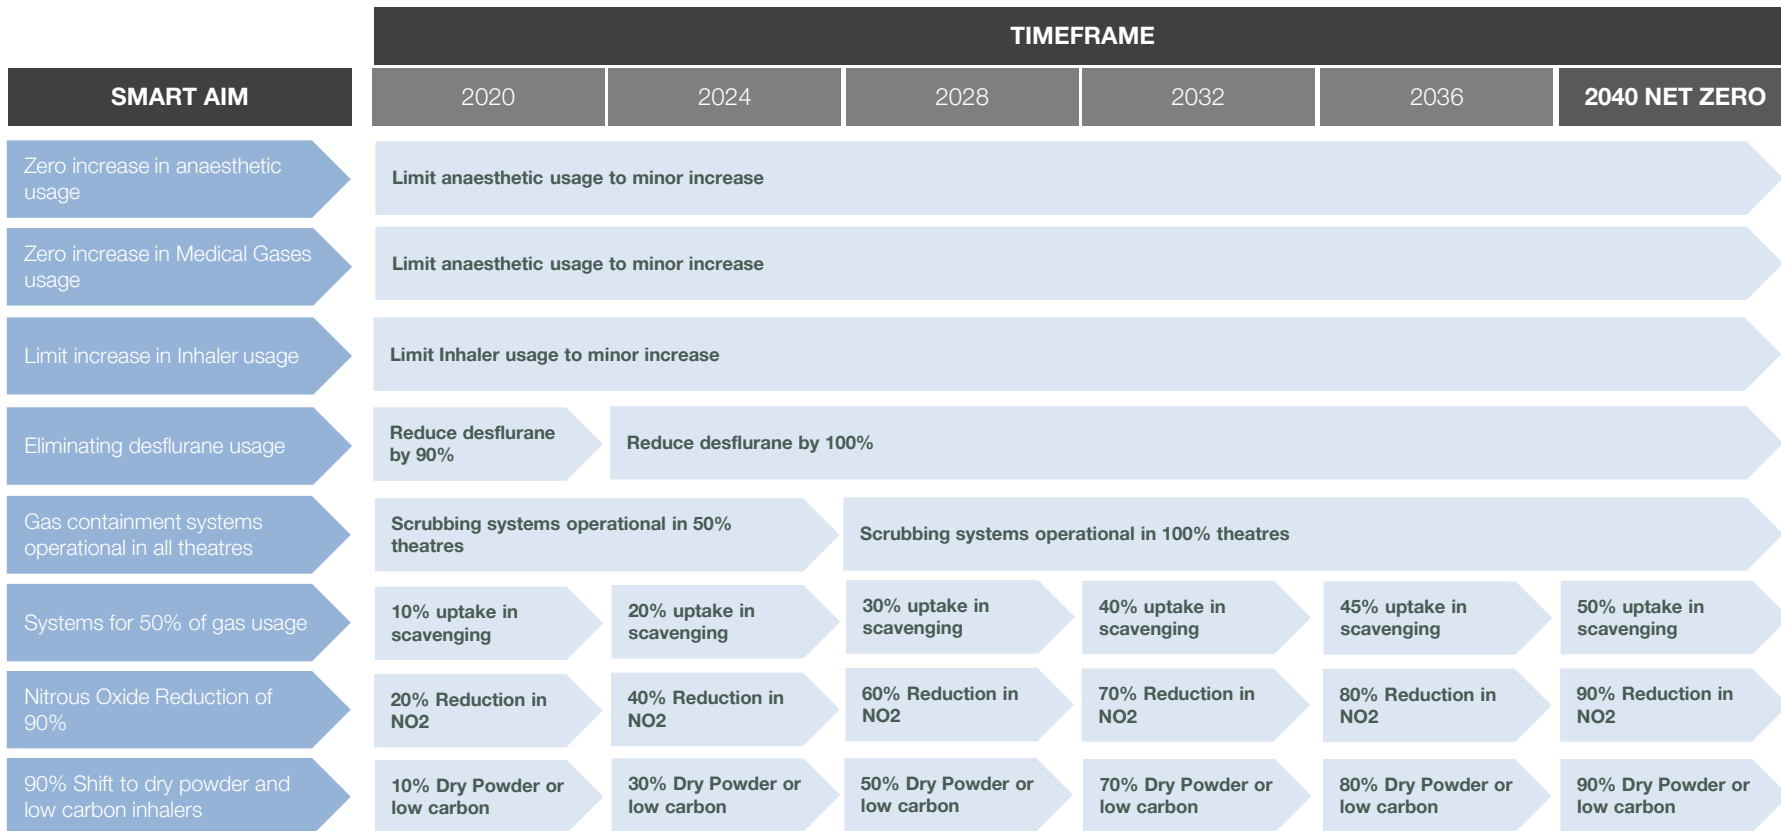 TIMEFRAME
SMART AIM
2020
2024
2028
2032
2036
2040 NET ZERO
Zero increase in anaesthetic
usage
Limit anaesthetic usage to minor increase
Zero increase in Medical Gases
usage
Limit anaesthetic usage to minor increase
Limit increase in Inhaler usage
Limit Inhaler usage to minor increase
Eliminating desflurane usage
Reduce desflurane
by 90%
Reduce desflurane by 100%
Gas containment systems
operational in all theatres
Scrubbing systems operational in 50%
theatres
Scrubbing systems operational in 100% theatres
Systems for 50% of gas usage
10% uptake in
scavenging
20% uptake in
scavenging
30% uptake in
scavenging
40% uptake in
scavenging
45% uptake in
scavenging
50% uptake in
scavenging
Nitrous Oxide Reduction of
90%
20% Reduction in
NO2
40% Reduction in
NO2
60% Reduction in
NO2
70% Reduction in
NO2
80% Reduction in
NO2
90% Reduction in
NO2
90% Shift to dry powder and
low carbon inhalers
10% Dry Powder or
low carbon
30% Dry Powder or
low carbon
50% Dry Powder or
low carbon
70% Dry Powder or
low carbon
80% Dry Powder or
low carbon
90% Dry Powder or
low carbon